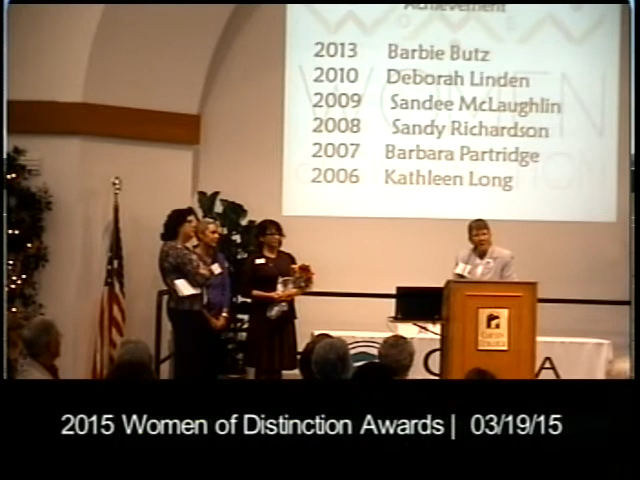 Achievement
2013 Barbie Butz
2010 Deborah Linden
2009 Sandee McLaughlin
2008 Sandy Richardson
2007 Barbara Partridge
2006 Kathleen Long
WOMEN
2015 Women of Distinction Awards | 03/19/15